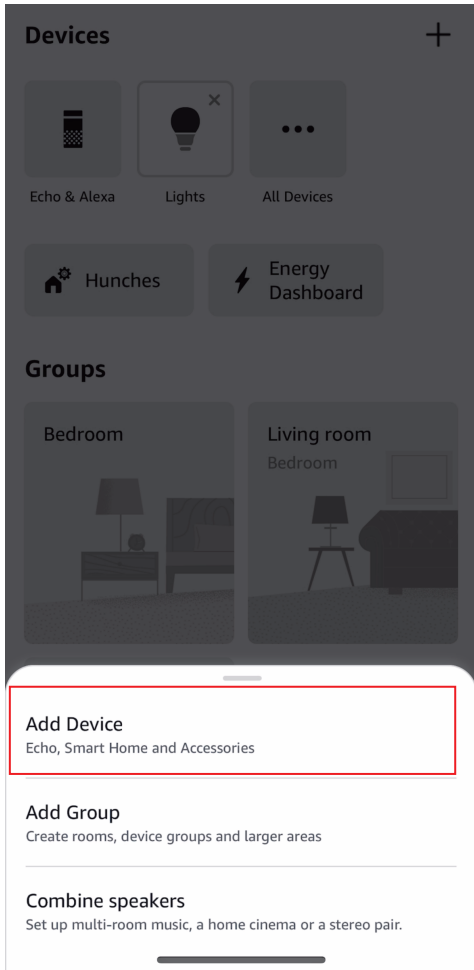 Devices
Echo & Alexa
Lights
All Devices
Hunches
Energy
Dashboard
Groups
Bedroom
Living room
Bedroom
Add Device
Echo, Smart Home and Accessories
Add Group
Create rooms, device groups and larger areas
Combine speakers
Set up multi-room music, a home cinema or a stereo pair.